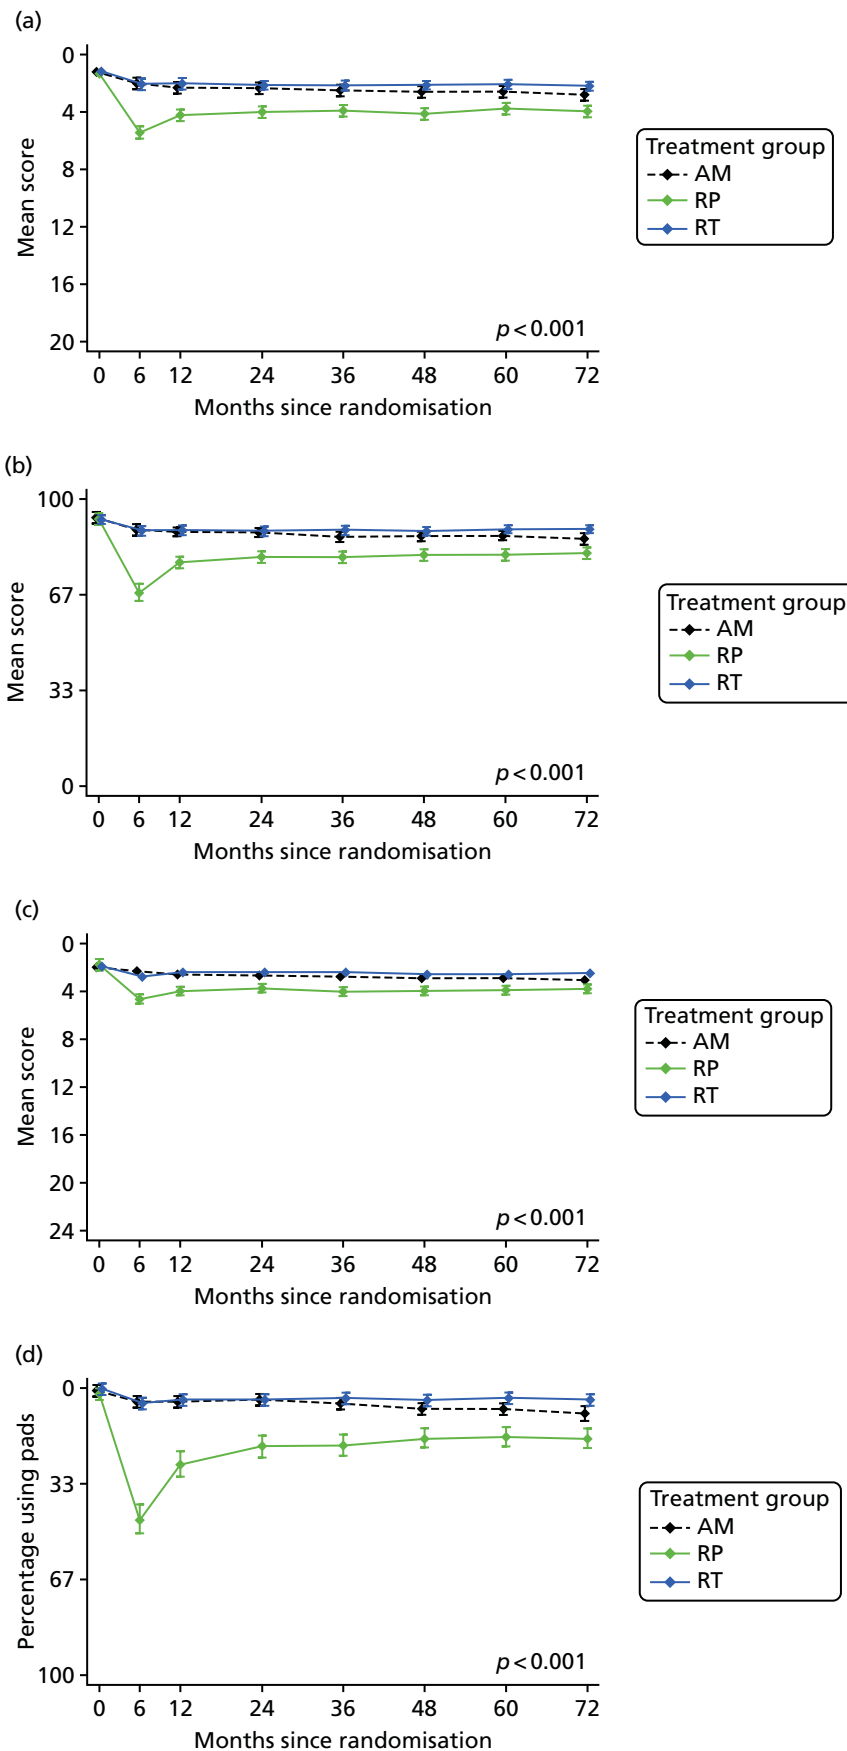 (a)
0
4
8
12
16
20
Mean score
0 6 12 24 36 48 60 72
Months since randomisation
p < 0.001
Treatment group
AM
RP
RT
(b)
100
67
33
0
Mean score
0 6 12 24 36 48 60 72
Months since randomisation
p < 0.001
Treatment group
AM
RP
RT
(c)
0
4
8
12
16
20
24
Mean score
0 6 12 24 36 48 60 72
Months since randomisation
p < 0.001
Treatment group
AM
RP
RT
(d)
0
33
67
100
Percentage using pads
0 6 12 24 36 48 60 72
Months since randomisation
p < 0.001
Treatment group
AM
RP
RT